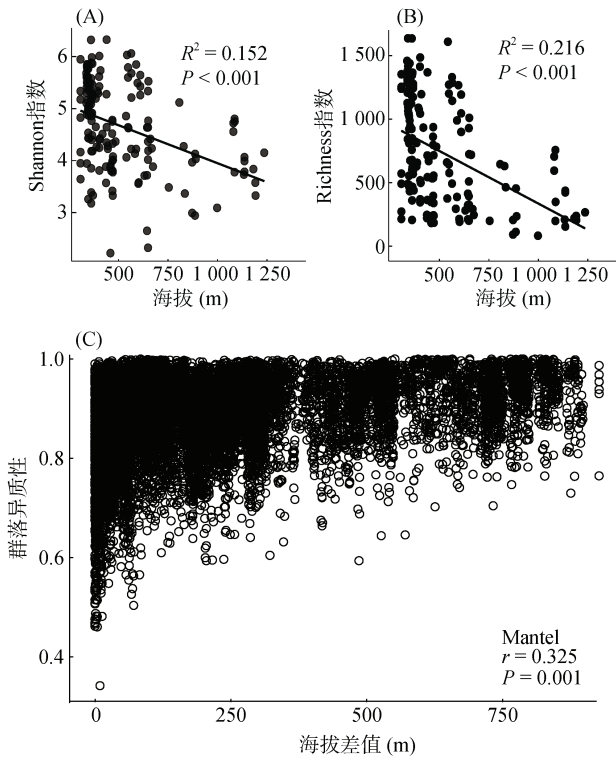 (A)
R² = 0.152
P < 0.001
Shannon指数
6
5
4
3
500
750
1 000
1 250
海拔 (m)
(B)
R² = 0.216
P < 0.001
Richness指数
1 500
1 000
500
0
500
750
1 000
1 250
海拔 (m)
(C)
群落异质性
1.0
0.8
0.6
0.4
Mantel
r = 0.325
P = 0.001
0
250
500
750
海拔差值 (m)